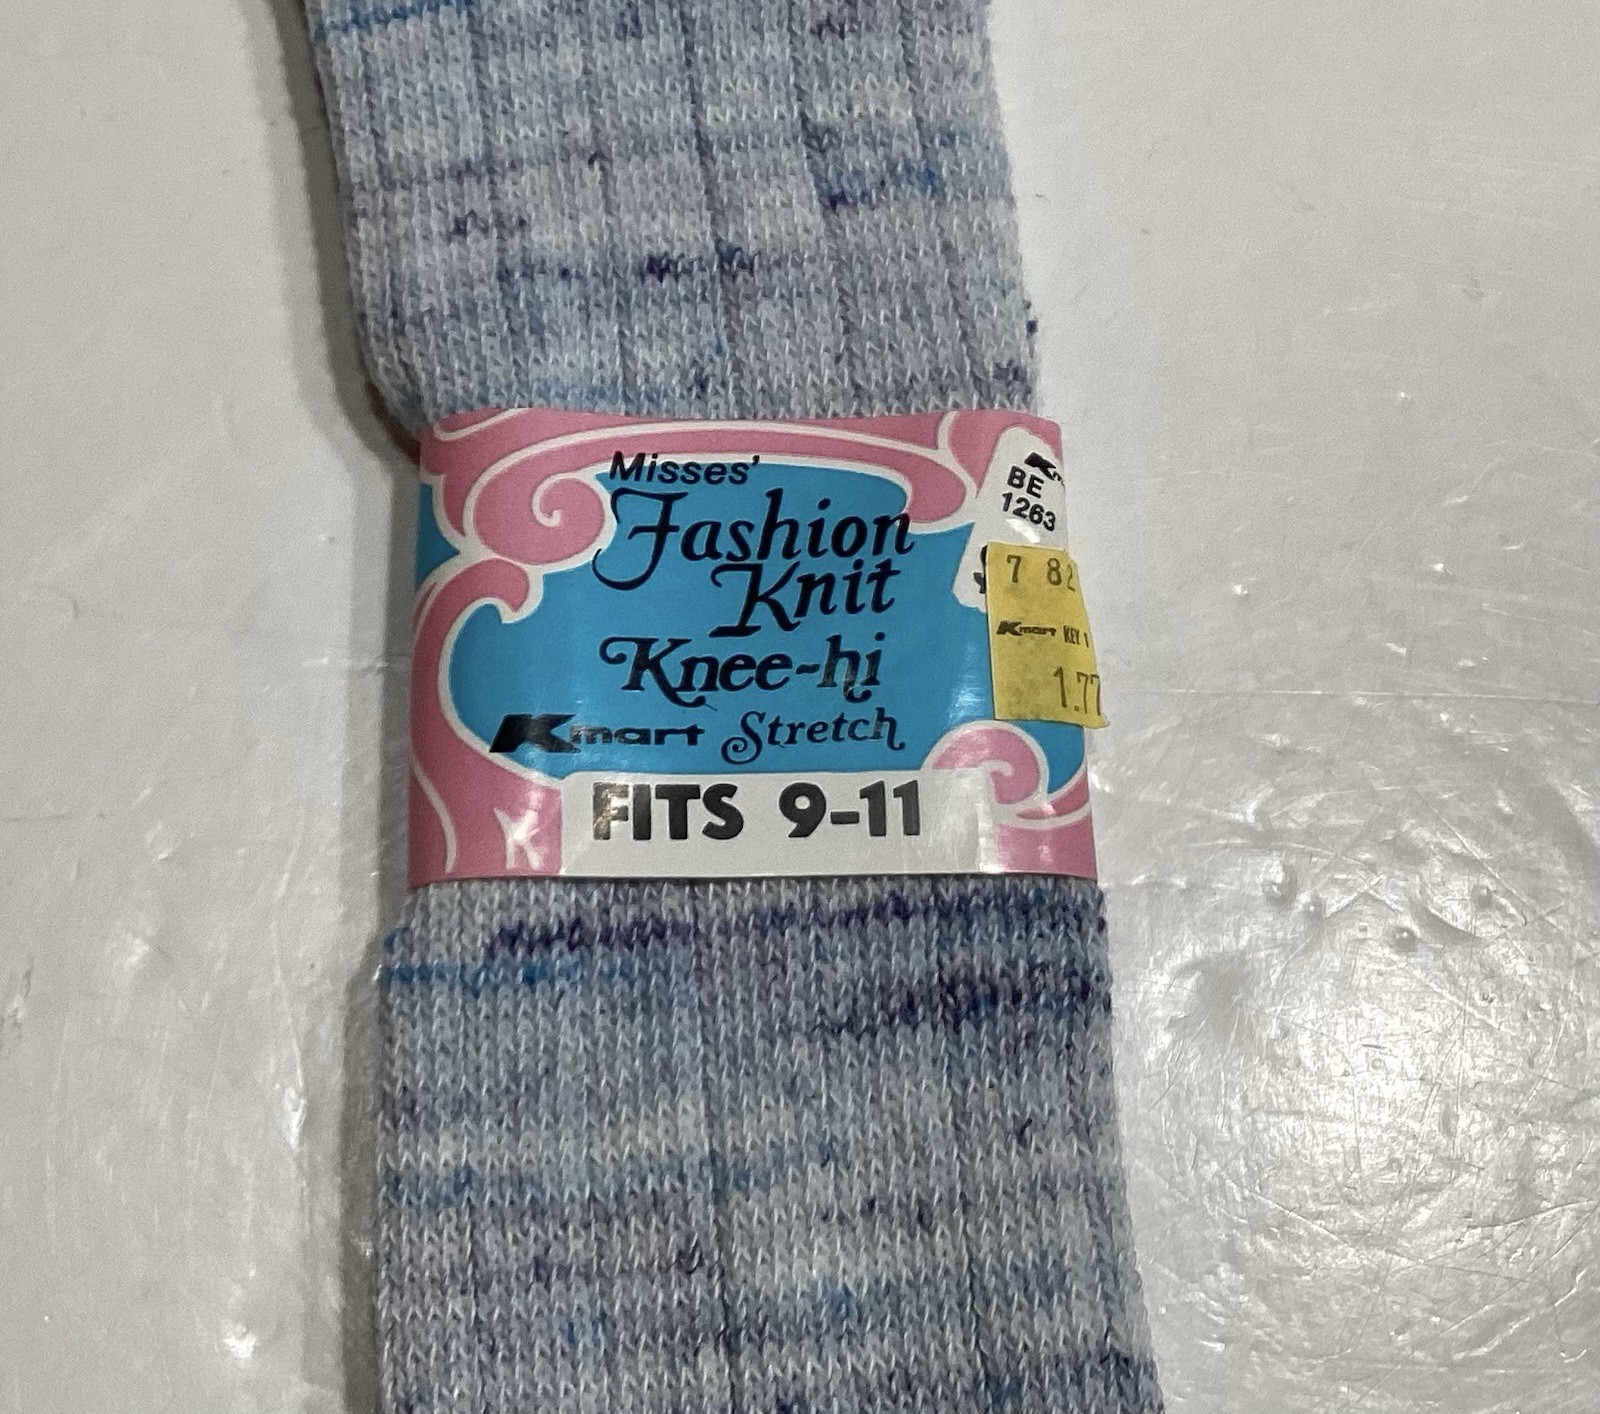 Misses'
Fashion
Knit
Knee-hi
Kmart Stretch
FITS 9-11
K
BE
1263
7 82
Kmart KEY 1
1.77